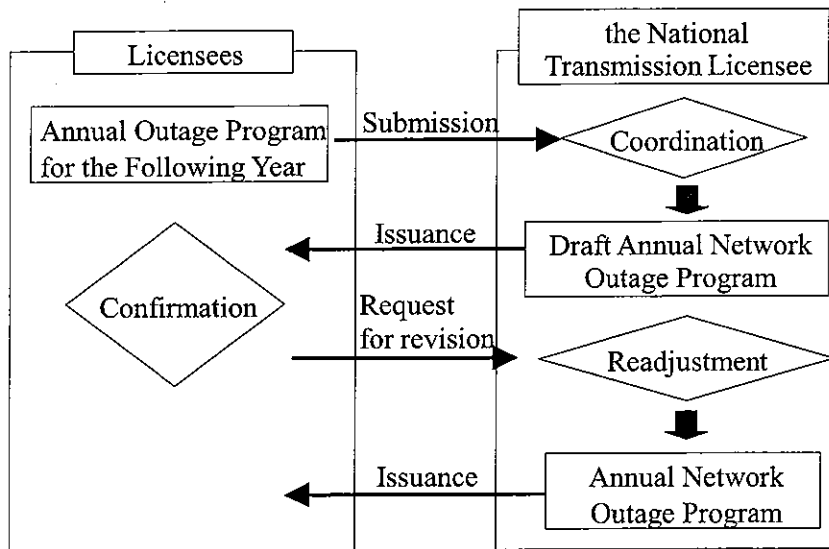 Licensees
the National
Transmission Licensee
Annual Outage Program
for the Following Year
Submission
Coordination
Issuance
Draft Annual Network
Outage Program
Confirmation
Request
for revision
Readjustment
Issuance
Annual Network
Outage Program